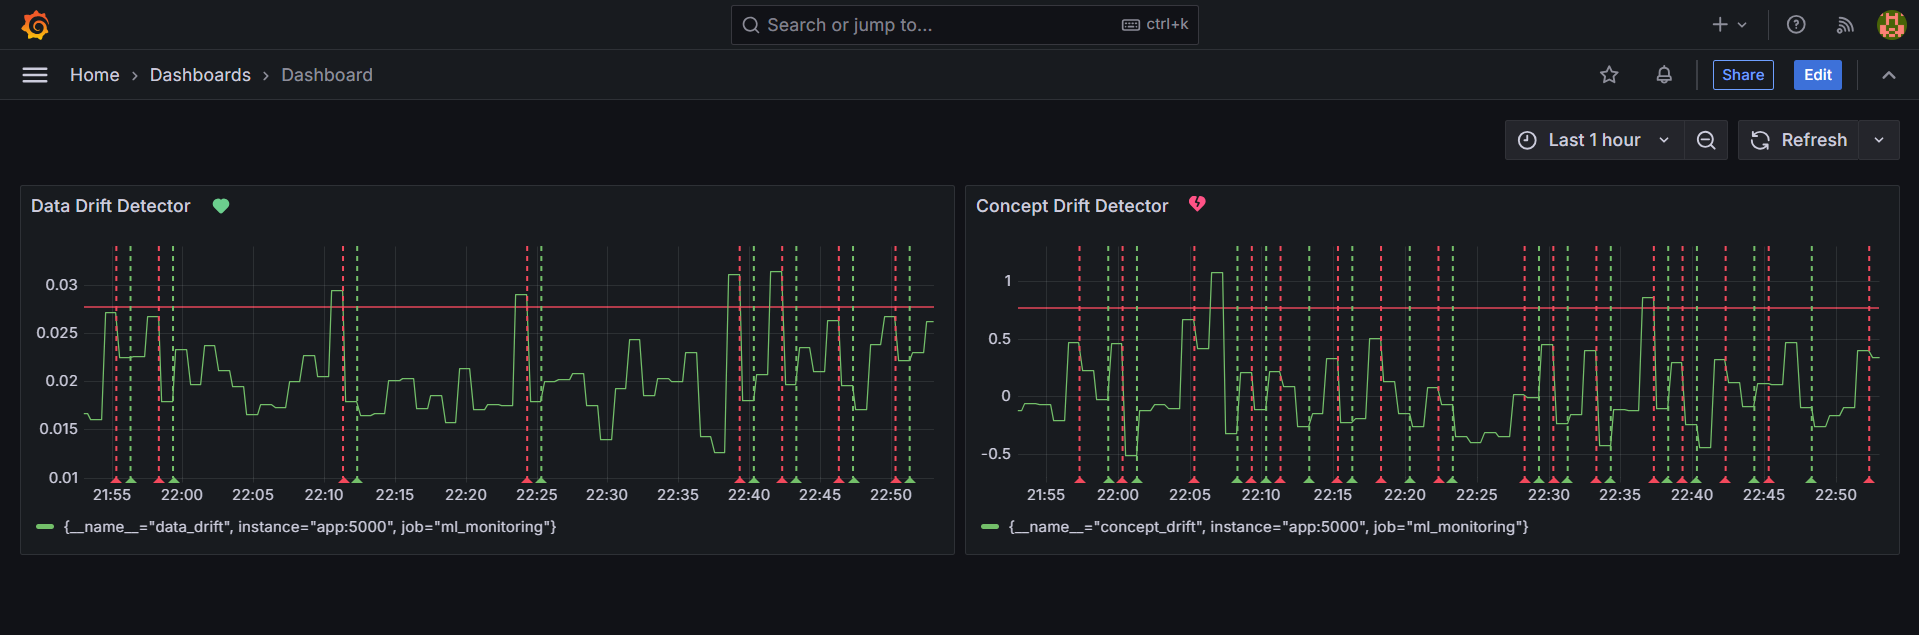 Search or jump to... ctrl+k
Home › Dashboards › Dashboard
Share Edit
Last 1 hour Refresh
Data Drift Detector
0.03
0.025
0.02
0.015
0.01
21:55 22:00 22:05 22:10 22:15 22:20 22:25 22:30 22:35 22:40 22:45 22:50
{__name__="data_drift", instance="app:5000", job="ml_monitoring"}
Concept Drift Detector
1
0.5
0
-0.5
21:55 22:00 22:05 22:10 22:15 22:20 22:25 22:30 22:35 22:40 22:45 22:50
{__name__="concept_drift", instance="app:5000", job="ml_monitoring"}